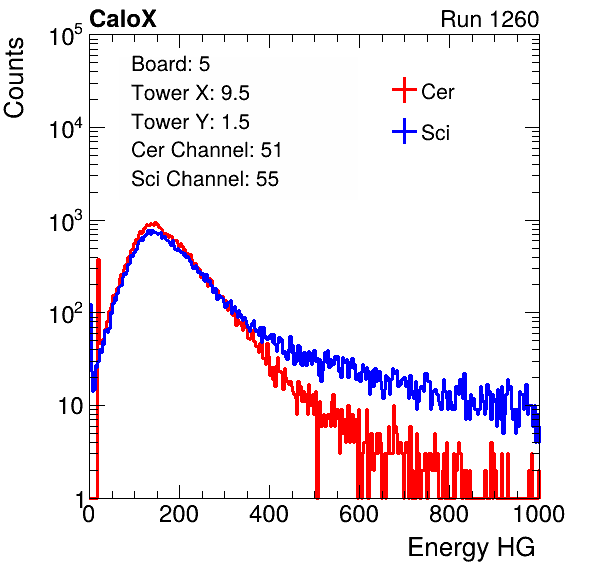 CaloX Run 1260
Counts
Board: 5
Tower X: 9.5
Tower Y: 1.5
Cer Channel: 51
Sci Channel: 55
Cer
Sci
10^5
10^4
10^3
10^2
10
1
0 200 400 600 800 1000
Energy HG